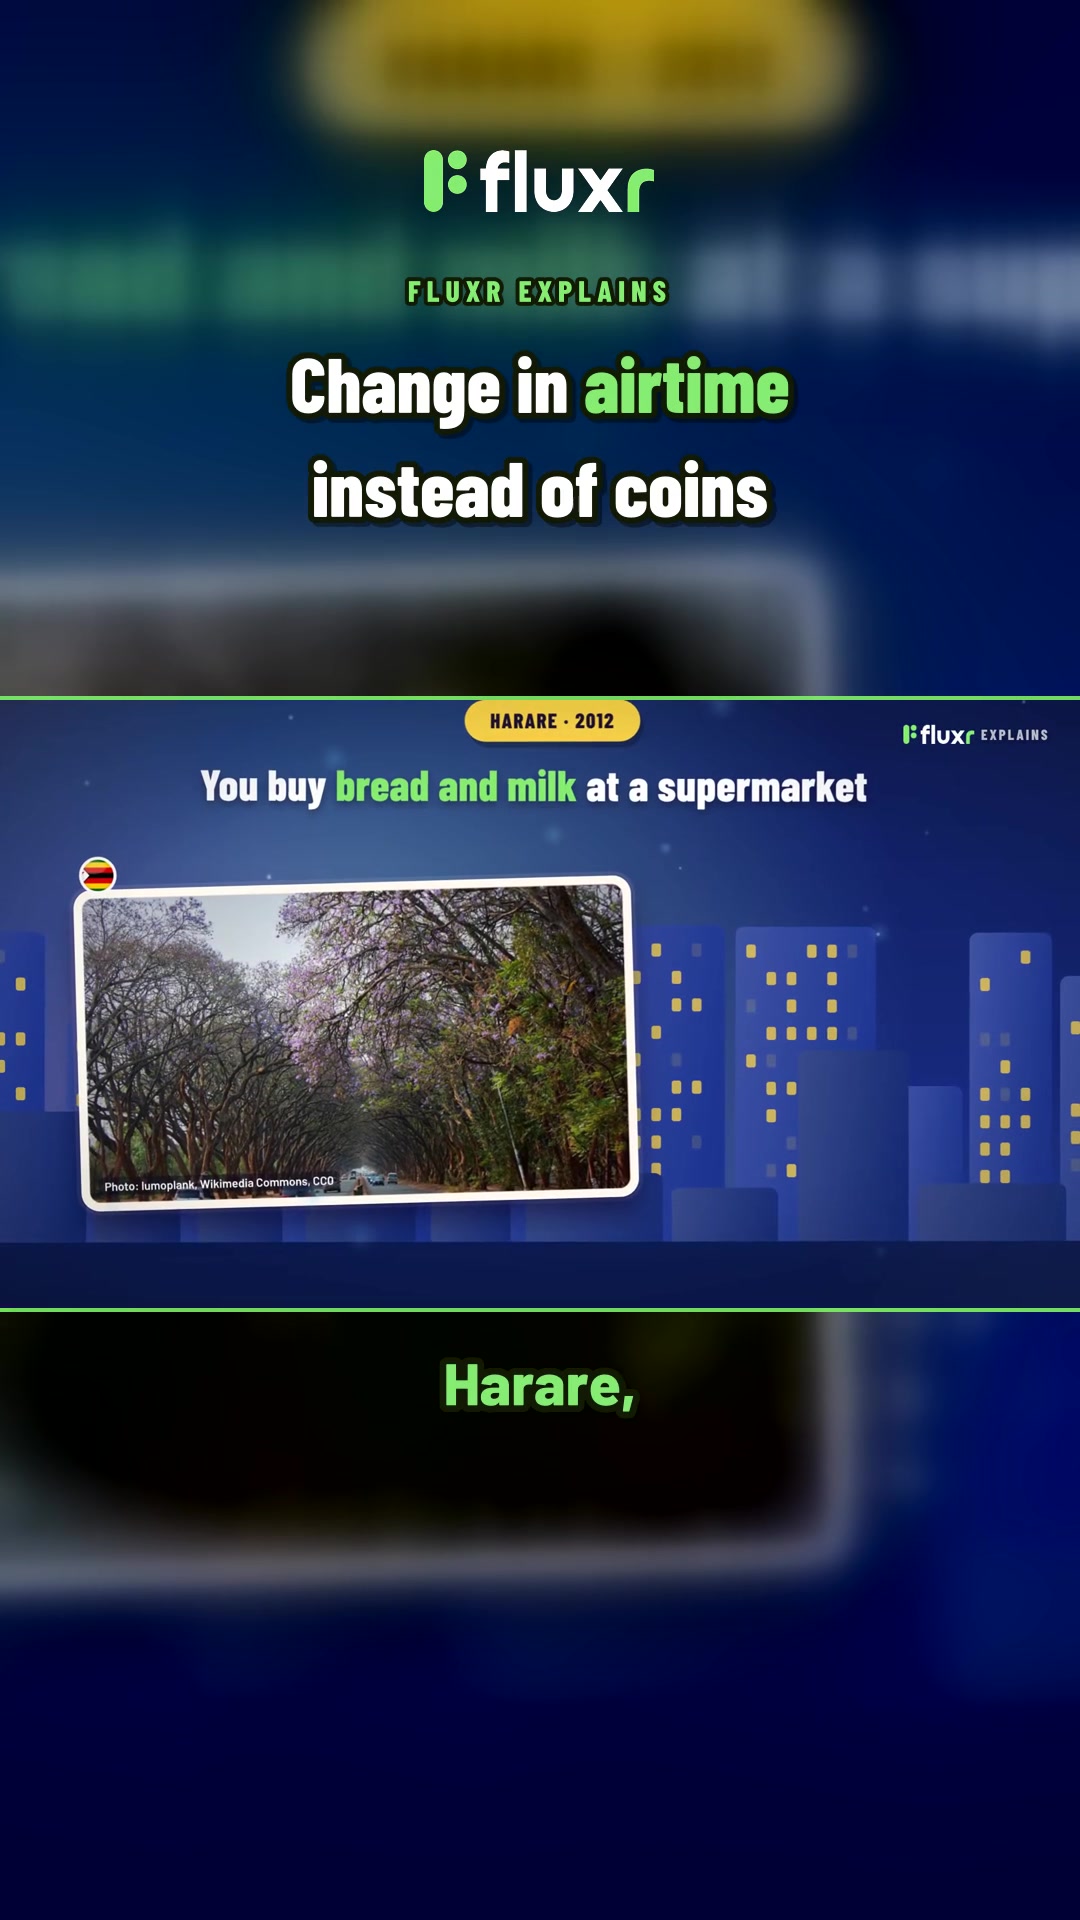 fluxr
FLUXR EXPLAINS
Change in airtime
instead of coins
HARARE · 2012
fluxr EXPLAINS
You buy bread and milk at a supermarket
Photo: lumoplank, Wikimedia Commons, CC0
Harare,